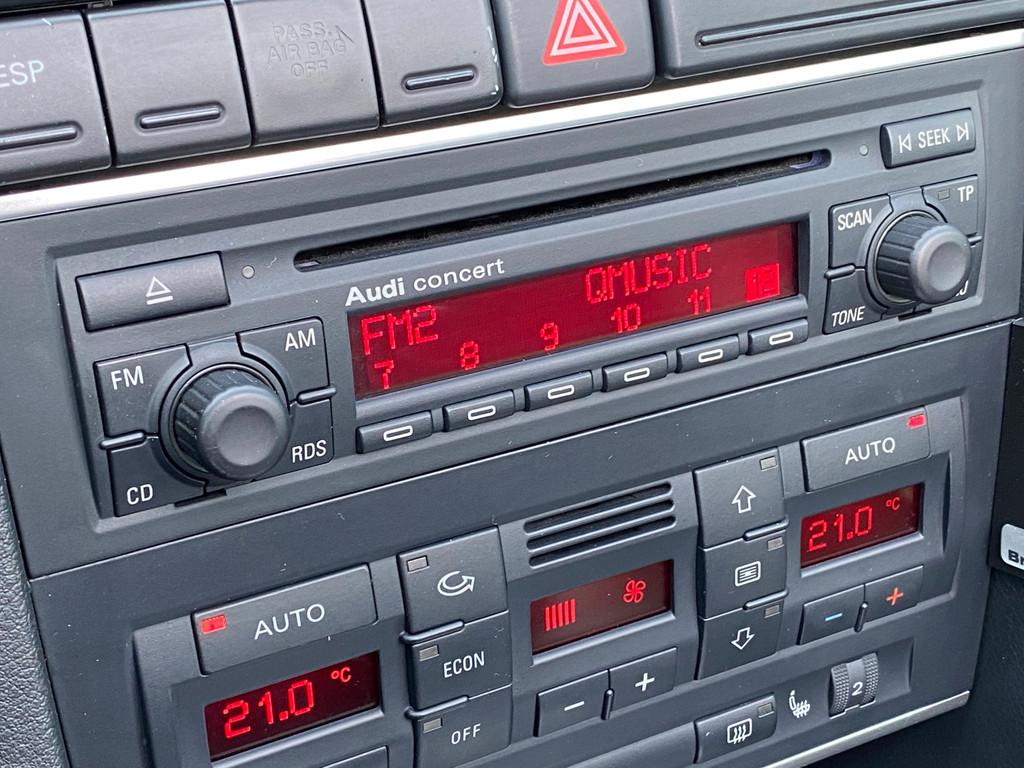 ESP
PASS.
AIR BAG
OFF
SEEK
SCAN
TP
TONE
Audi concert
QMUSIC
FM2
7 8 9 10 11 12
FM
AM
CD
RDS
AUTO
21.0 °C
ECON
OFF
AUTO
21.0 °C
2